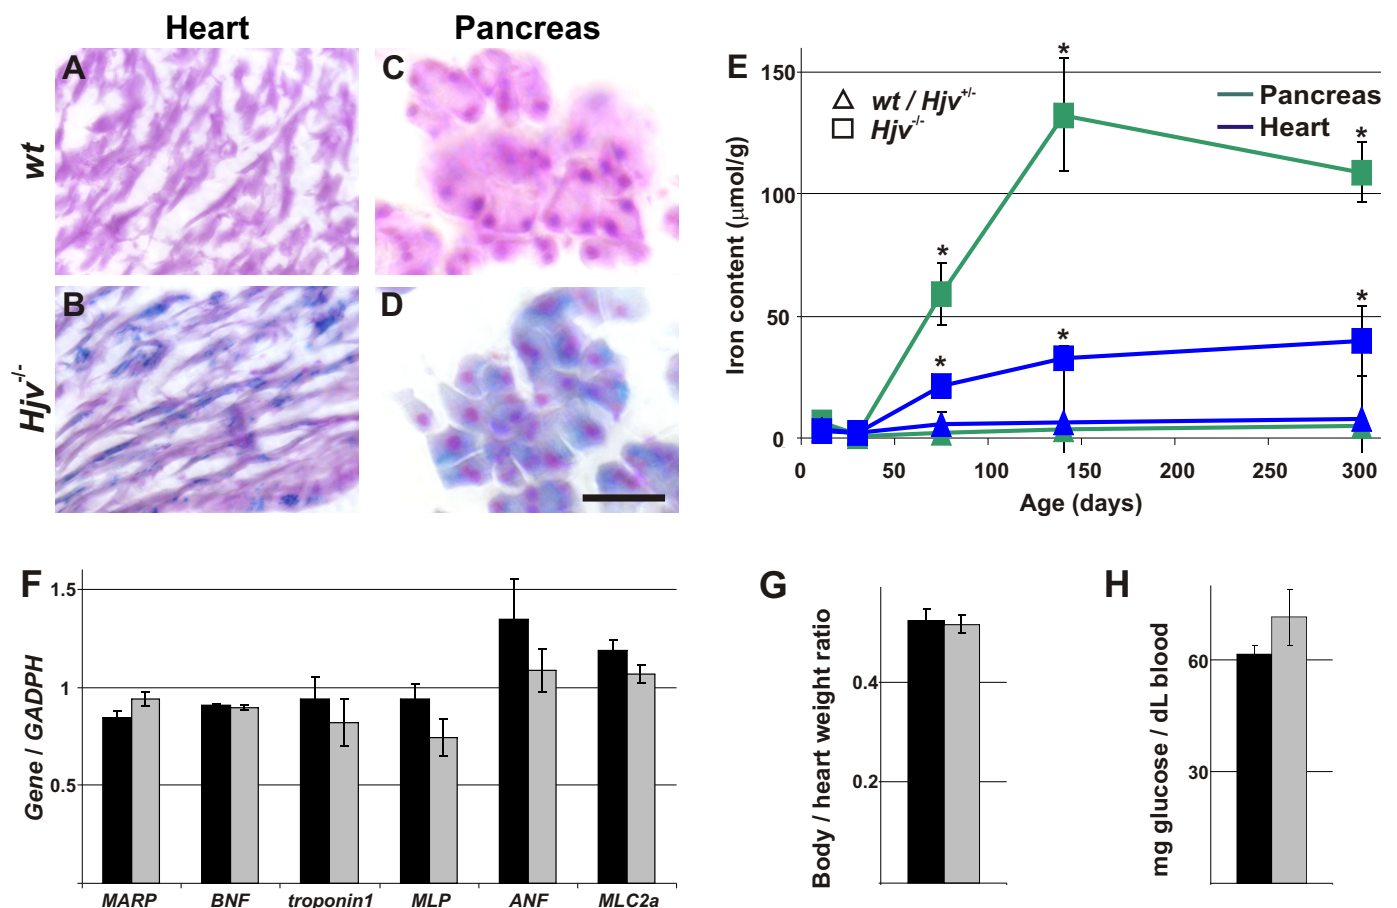 Heart
Pancreas
A
C
wt
B
D
Hjv-/-
E
150
100
50
0
Iron content (μmol/g)
wt / Hjv+/-
Hjv-/-
Pancreas
Heart
*
*
*
*
*
*
0 50 100 150 200 250 300
Age (days)
F
1.5
1
0.5
Gene / GADPH
MARP BNF troponin1 MLP ANF MLC2a
G
0.4
0.2
Body / heart weight ratio
H
60
30
mg glucose / dL blood